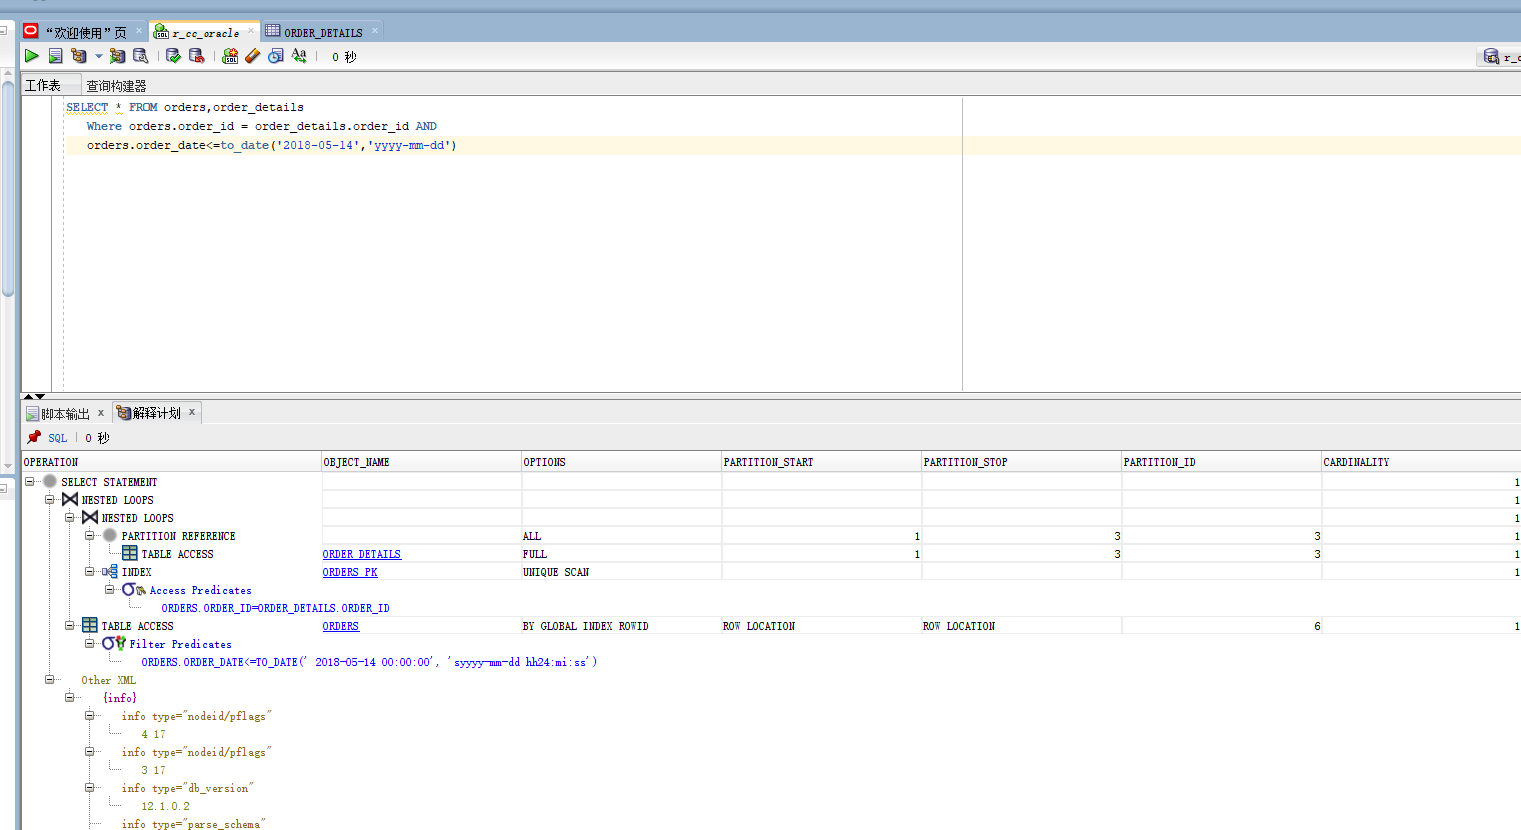 “欢迎使用”页
r_cc_oracle
ORDER_DETAILS
0 秒
工作表
查询构建器
SELECT * FROM orders,order_details
Where orders.order_id = order_details.order_id AND
orders.order_date<=to_date('2018-05-14','yyyy-mm-dd')
脚本输出 x
解释计划 x
SQL | 0 秒
OPERATION OBJECT_NAME OPTIONS PARTITION_START PARTITION_STOP PARTITION_ID CARDINALITY
SELECT STATEMENT 1
NESTED LOOPS 1
NESTED LOOPS 1
PARTITION REFERENCE ALL 1 3 3 1
TABLE ACCESS ORDER_DETAILS FULL 1 3 3 1
INDEX ORDERS_PK UNIQUE SCAN 1
Access Predicates
ORDERS.ORDER_ID=ORDER_DETAILS.ORDER_ID
TABLE ACCESS ORDERS BY GLOBAL INDEX ROWID ROW LOCATION ROW LOCATION 6 1
Filter Predicates
ORDERS.ORDER_DATE<=TO_DATE(' 2018-05-14 00:00:00', 'syyyy-mm-dd hh24:mi:ss')
Other XML
{info}
info type="nodeid/pflags"
4 17
info type="nodeid/pflags"
3 17
info type="db_version"
12.1.0.2
info type="parse_schema"